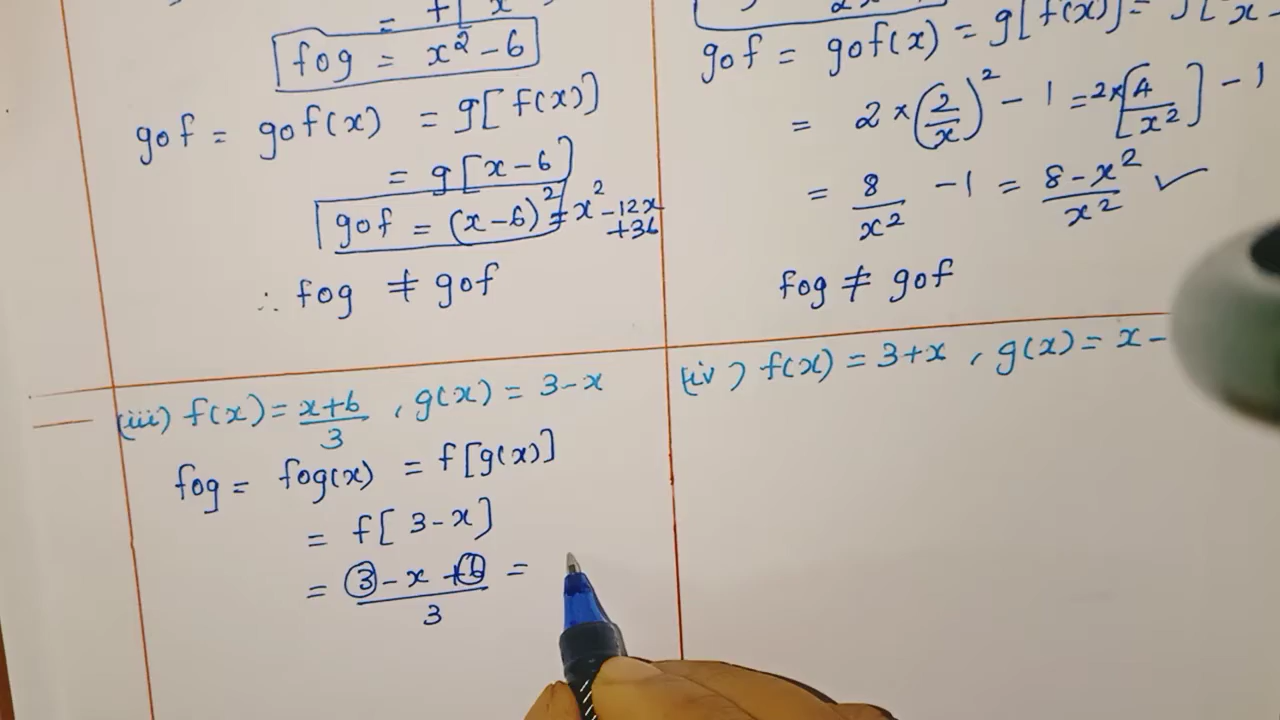 fog = x² - 6
gof = gof(x) = g[f(x)]
= g[x-6]
gof = (x-6)² = x² -12x +36
∴ fog ≠ gof
gof = gof(x) = g[f(x)] =
= 2×(2/x)² - 1 = 2×[4/x²] - 1
= 8/x² - 1 = 8-x²/x² ✓
fog ≠ gof
(iii) f(x) = x+6/3 , g(x) = 3-x
fog = fog(x) = f[g(x)]
= f[3-x]
= 3-x+6/3 =
(iv) f(x) = 3+x , g(x) = x-